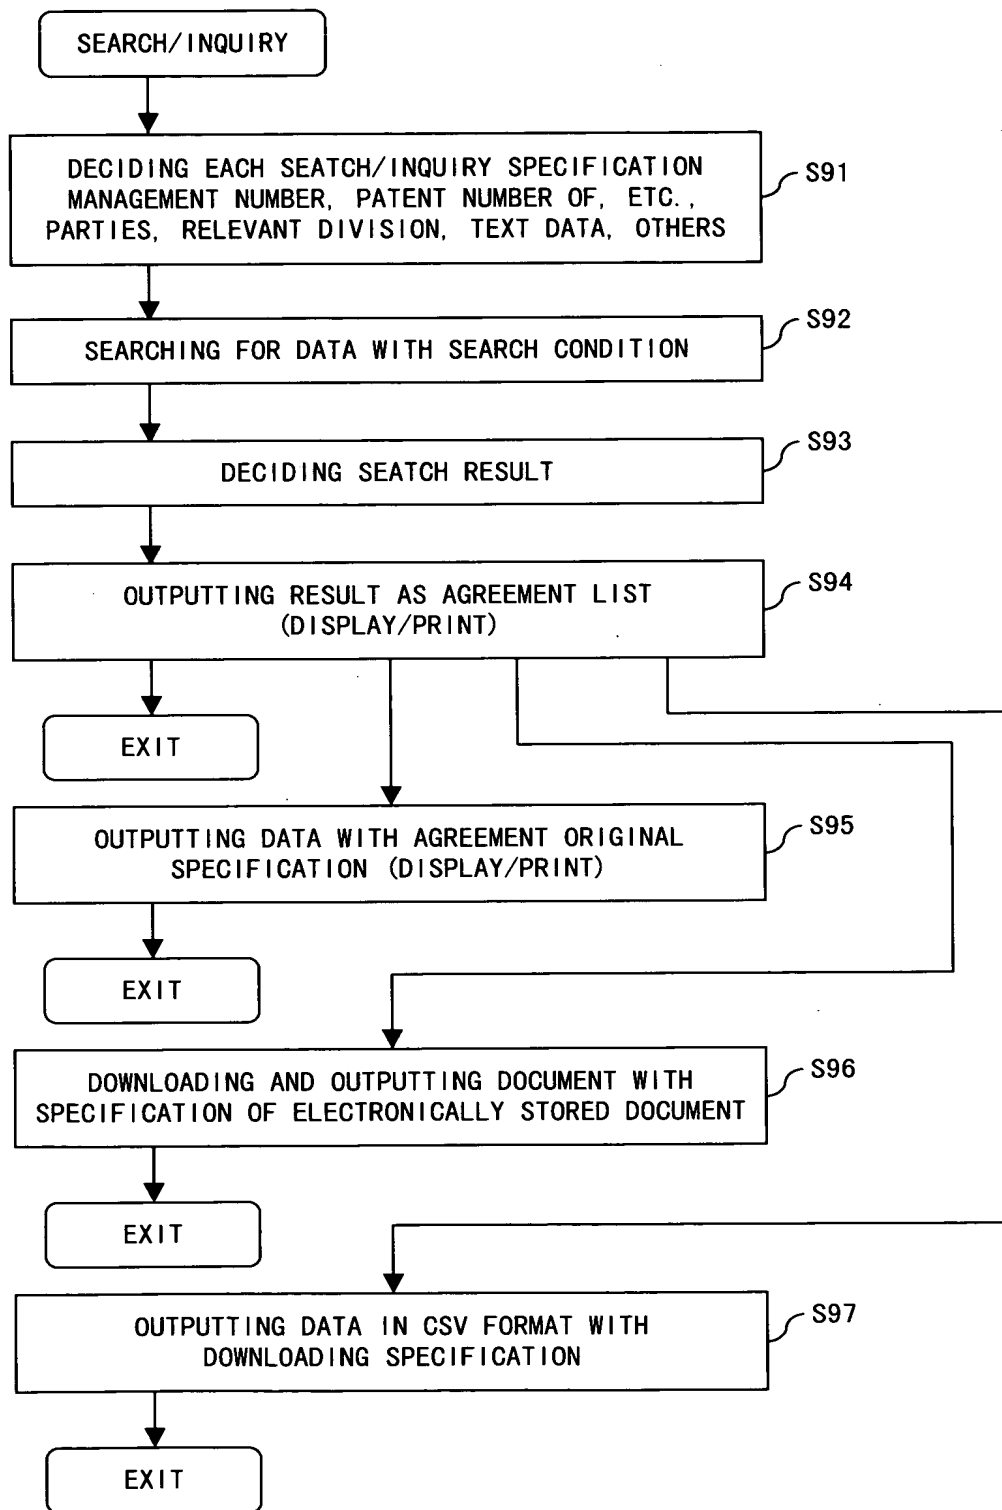 SEARCH/INQUIRY
DECIDING EACH SEATCH/INQUIRY SPECIFICATION
MANAGEMENT NUMBER, PATENT NUMBER OF, ETC.,
PARTIES, RELEVANT DIVISION, TEXT DATA, OTHERS
S91
SEARCHING FOR DATA WITH SEARCH CONDITION
S92
DECIDING SEATCH RESULT
S93
OUTPUTTING RESULT AS AGREEMENT LIST
(DISPLAY/PRINT)
S94
EXIT
OUTPUTTING DATA WITH AGREEMENT ORIGINAL
SPECIFICATION (DISPLAY/PRINT)
S95
EXIT
DOWNLOADING AND OUTPUTTING DOCUMENT WITH
SPECIFICATION OF ELECTRONICALLY STORED DOCUMENT
S96
EXIT
OUTPUTTING DATA IN CSV FORMAT WITH
DOWNLOADING SPECIFICATION
S97
EXIT